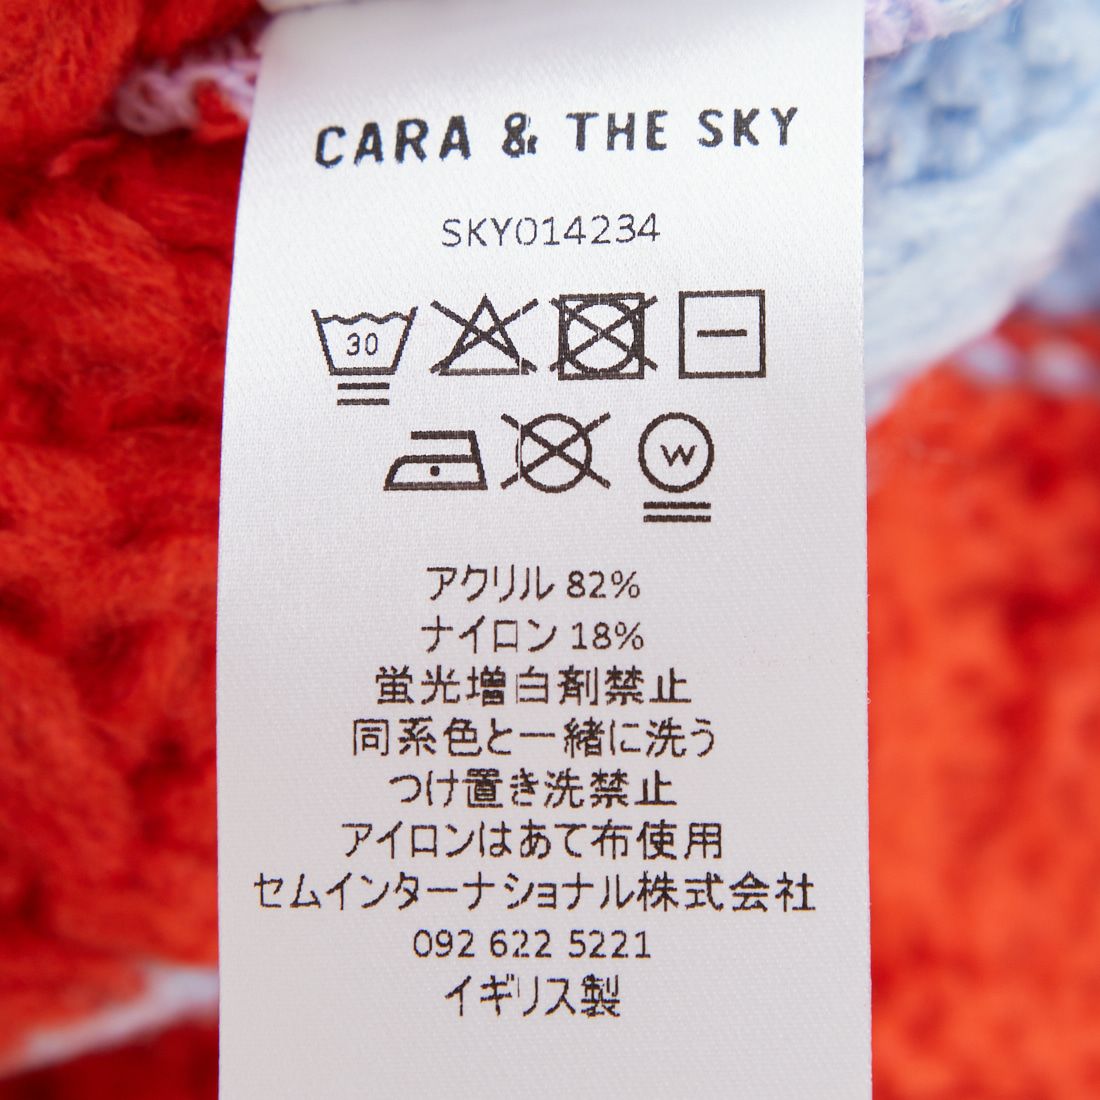 CARA & THE SKY
SKY014234
30
W
アクリル 82%
ナイロン 18%
蛍光増白剤禁止
同系色と一緒に洗う
つけ置き洗禁止
アイロンはあて布使用
セムインターナショナル株式会社
092 622 5221
イギリス製